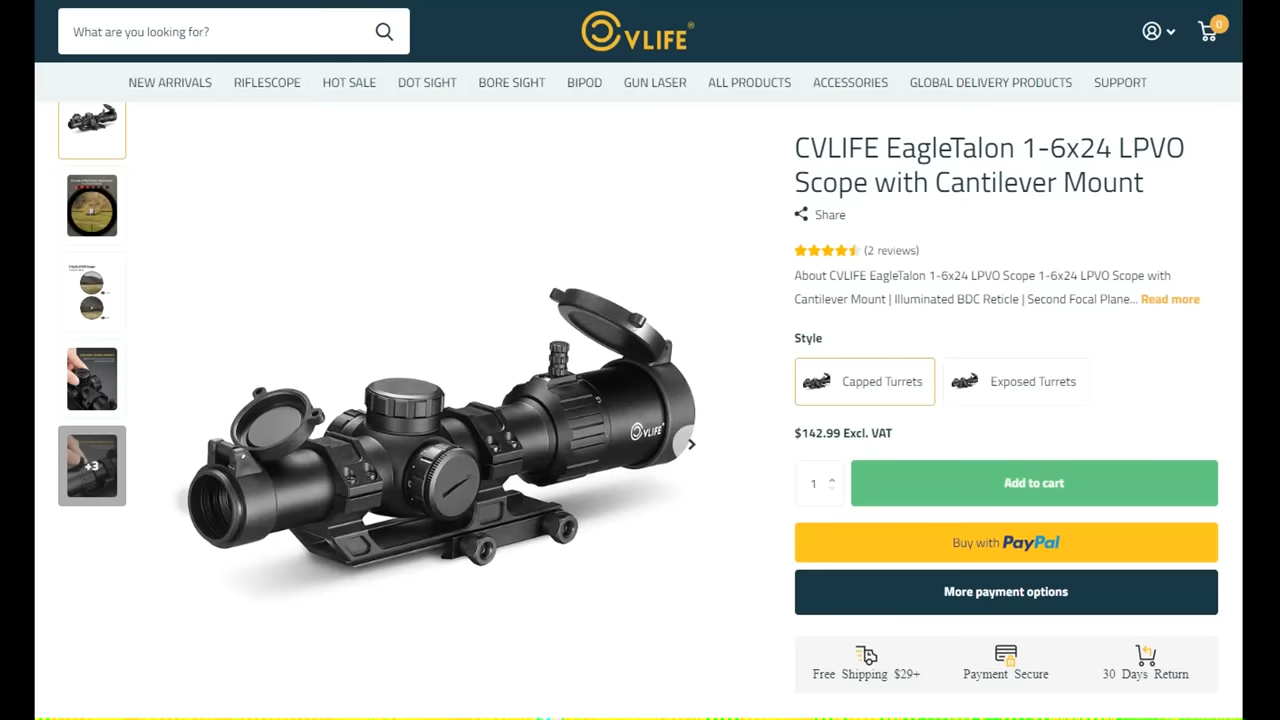 What are you looking for?
CVLIFE®
0
NEW ARRIVALS RIFLESCOPE HOT SALE DOT SIGHT BORE SIGHT BIPOD GUN LASER ALL PRODUCTS ACCESSORIES GLOBAL DELIVERY PRODUCTS SUPPORT
CVLIFE EagleTalon 1-6x24 LPVO
Scope with Cantilever Mount
Share
(2 reviews)
About CVLIFE EagleTalon 1-6x24 LPVO Scope 1-6x24 LPVO Scope with
Cantilever Mount | Illuminated BDC Reticle | Second Focal Plane... Read more
Style
Capped Turrets Exposed Turrets
CVLIFE
$142.99 Excl. VAT
+3
1 Add to cart
Buy with PayPal
More payment options
Free Shipping $29+ Payment Secure 30 Days Return